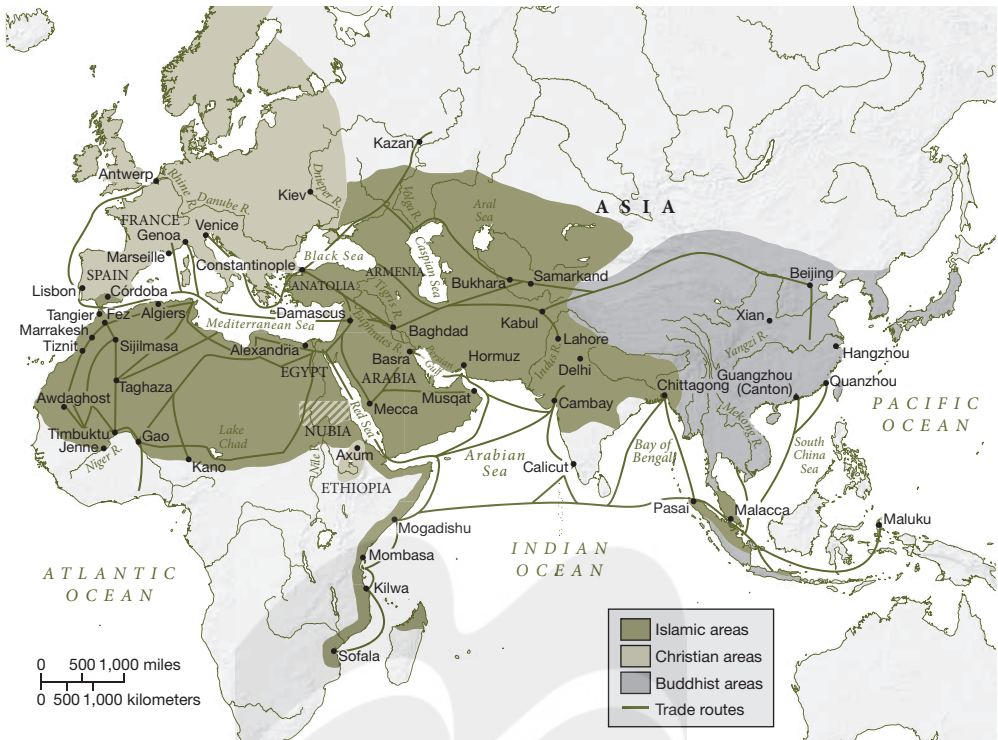 Kazan
Antwerp
Rhine R.
Kiev
Dnieper R.
Danube R.
Volga R.
Aral
Sea
A S I A
FRANCE
Genoa
Venice
Marseille
Constantinople
Black Sea
Caspian Sea
ARMENIA
Bukhara
Samarkand
Beijing
SPAIN
Lisbon
Córdoba
ANATOLIA
Tigris R.
Kabul
Xian
Tangier
Fez
Algiers
Mediterranean Sea
Damascus
Euphrates R.
Baghdad
Lahore
Yangzi R.
Hangzhou
Marrakesh
Tiznit
Sijilmasa
Alexandria
EGYPT
Basra
Persian
Gulf
Hormuz
Indus R.
Delhi
Guangzhou
(Canton)
Quanzhou
ARABIA
Musqat
Chittagong
Taghaza
Mecca
Cambay
Mekong R.
PACIFIC
OCEAN
Awdaghost
Red Sea
NUBIA
Timbuktu
Gao
Lake
Chad
Jenne
Niger R.
Kano
Nile R.
Axum
Arabian
Sea
Bay of
Bengal
South
China
Sea
Calicut
ETHIOPIA
Pasai
Malacca
Maluku
Mogadishu
INDIAN
OCEAN
Mombasa
ATLANTIC
OCEAN
Kilwa
Sofala
0 500 1,000 miles
0 500 1,000 kilometers
Islamic areas
Christian areas
Buddhist areas
Trade routes